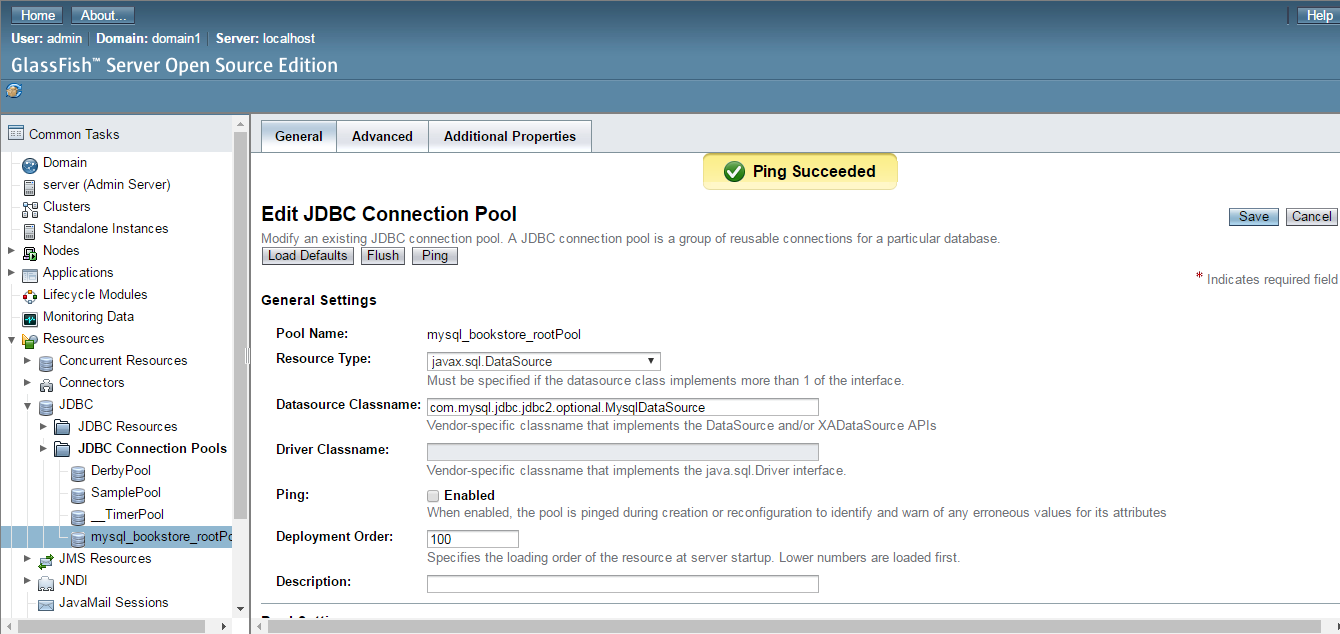 Home About... Help
User: admin Domain: domain1 Server: localhost
GlassFish™ Server Open Source Edition
Common Tasks
Domain
server (Admin Server)
Clusters
Standalone Instances
Nodes
Applications
Lifecycle Modules
Monitoring Data
Resources
Concurrent Resources
Connectors
JDBC
JDBC Resources
JDBC Connection Pools
DerbyPool
SamplePool
__TimerPool
mysql_bookstore_rootPo
JMS Resources
JNDI
JavaMail Sessions
General Advanced Additional Properties
Ping Succeeded
Edit JDBC Connection Pool
Save Cancel
Modify an existing JDBC connection pool. A JDBC connection pool is a group of reusable connections for a particular database.
Load Defaults Flush Ping
* Indicates required field
General Settings
Pool Name: mysql_bookstore_rootPool
Resource Type: javax.sql.DataSource
Must be specified if the datasource class implements more than 1 of the interface.
Datasource Classname: com.mysql.jdbc.jdbc2.optional.MysqlDataSource
Vendor-specific classname that implements the DataSource and/or XADataSource APIs
Driver Classname:
Vendor-specific classname that implements the java.sql.Driver interface.
Ping: Enabled
When enabled, the pool is pinged during creation or reconfiguration to identify and warn of any erroneous values for its attributes
Deployment Order: 100
Specifies the loading order of the resource at server startup. Lower numbers are loaded first.
Description: